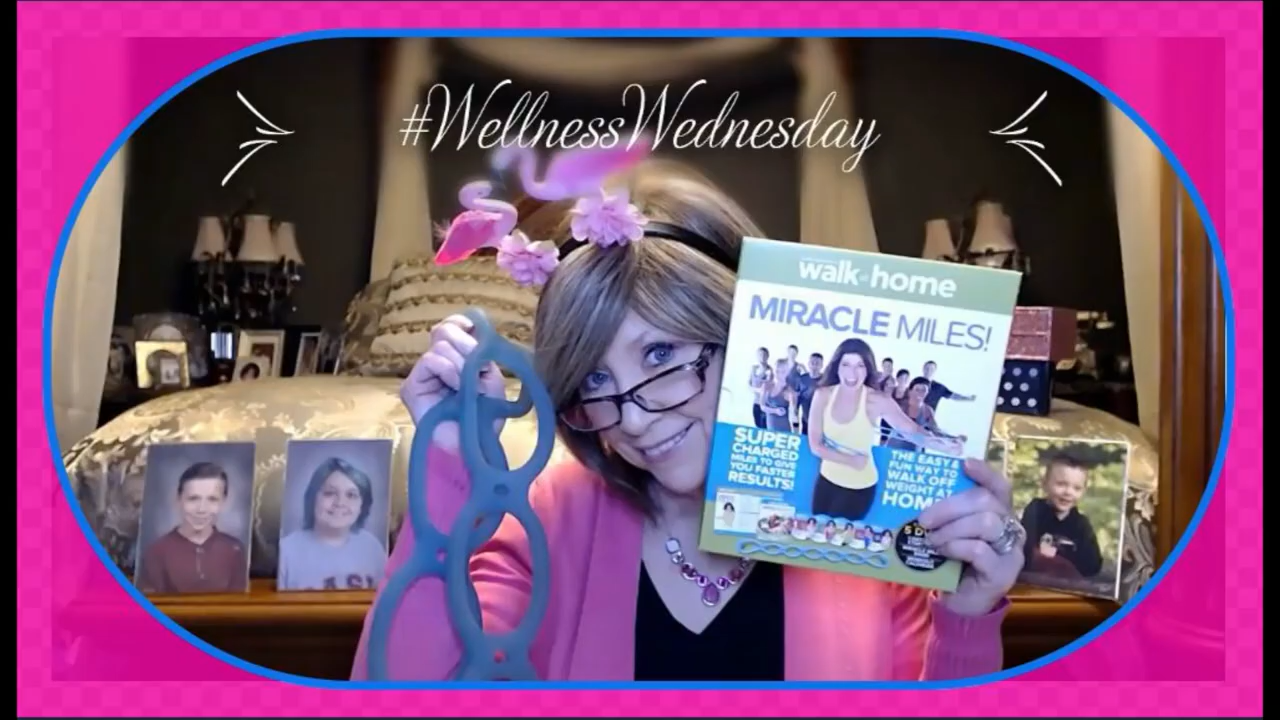 #WellnessWednesday
walk at home
MIRACLE MILES!
SUPER
CHARGED
MILES TO GIVE
YOU FASTER
RESULTS!
THE EASY &
FUN WAY TO
WALK OFF
WEIGHT AT
HOME
5 D